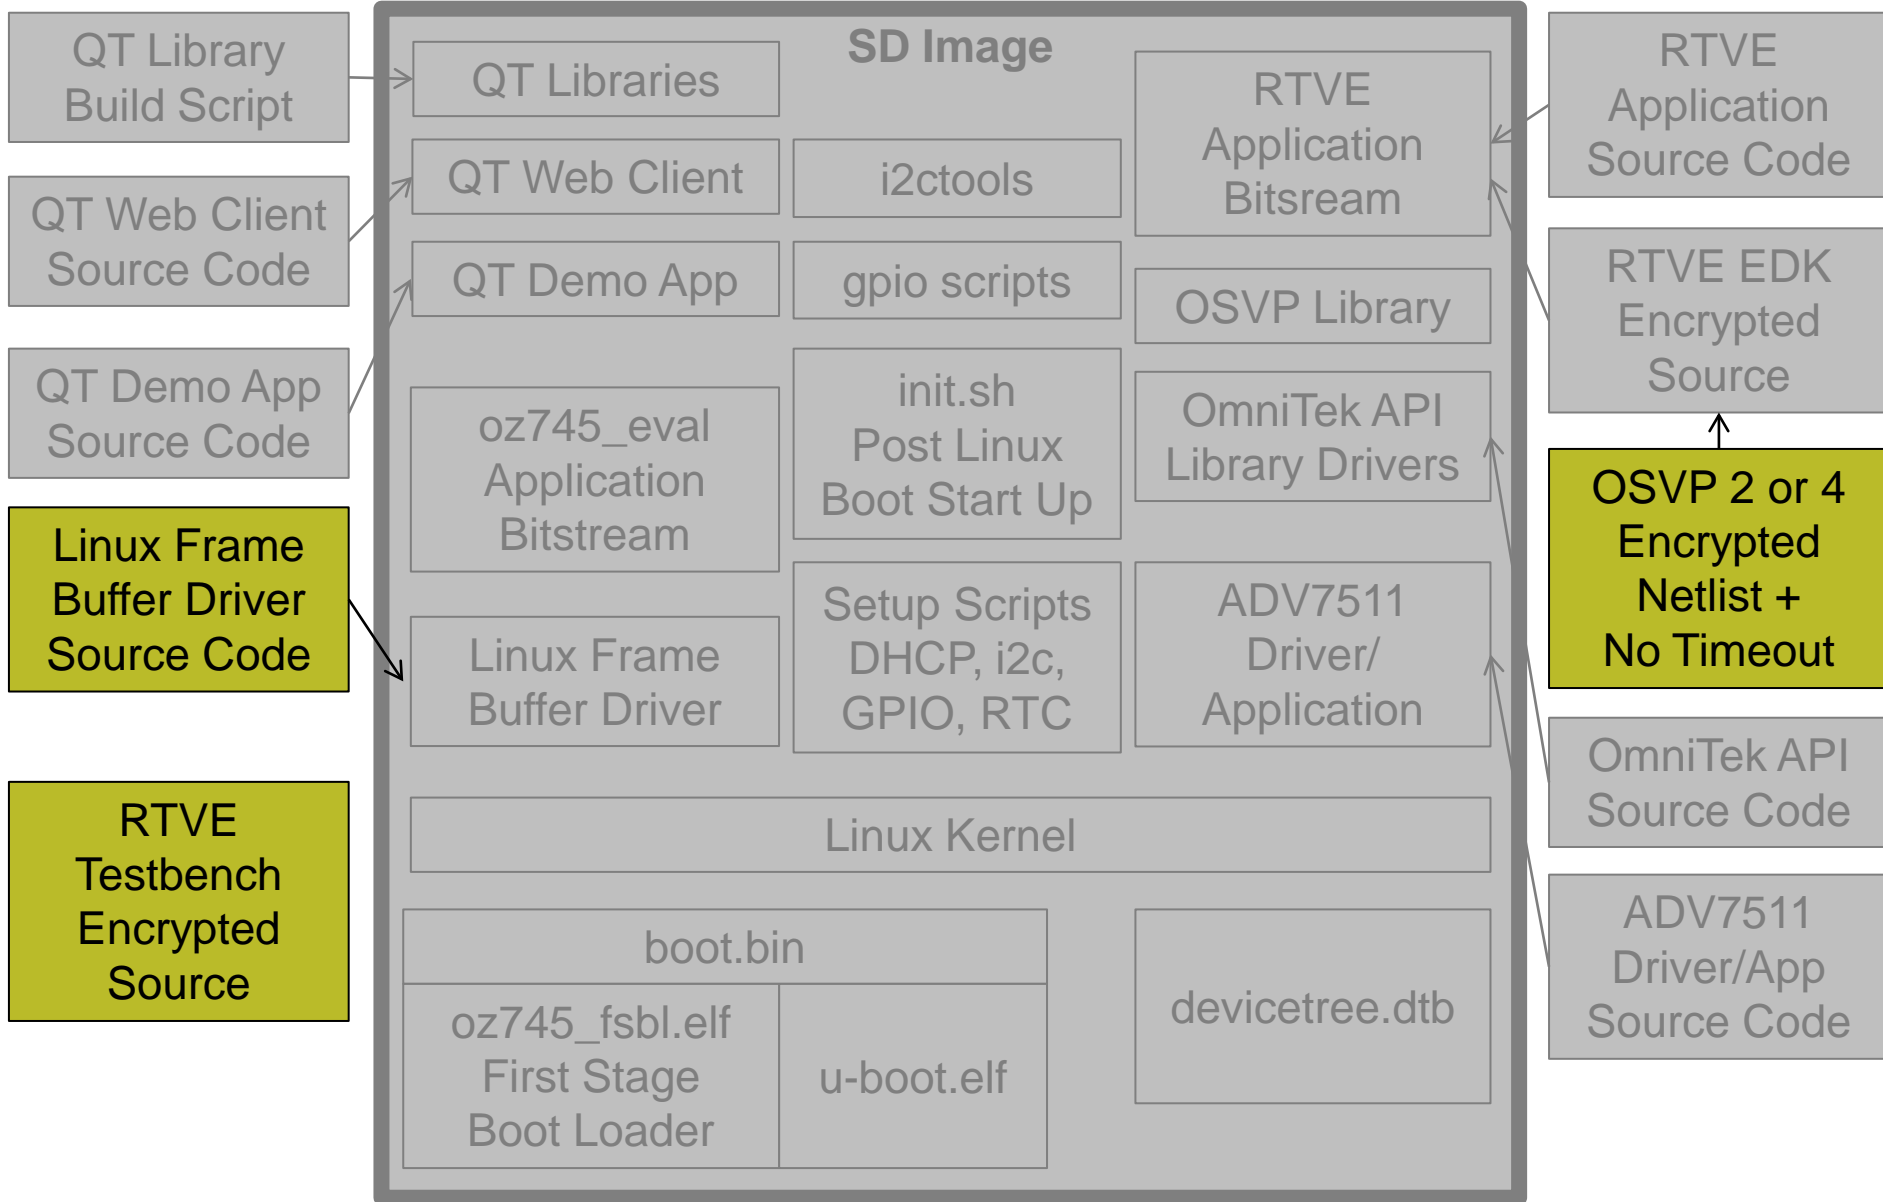 SD Image
QT Library
Build Script
QT Web Client
Source Code
QT Demo App
Source Code
Linux Frame
Buffer Driver
Source Code
RTVE
Testbench
Encrypted
Source
QT Libraries
QT Web Client
QT Demo App
oz745_eval
Application
Bitstream
Linux Frame
Buffer Driver
i2ctools
gpio scripts
init.sh
Post Linux
Boot Start Up
Setup Scripts
DHCP, i2c,
GPIO, RTC
RTVE
Application
Bitsream
OSVP Library
OmniTek API
Library Drivers
ADV7511
Driver/
Application
Linux Kernel
boot.bin
oz745_fsbl.elf
First Stage
Boot Loader
u-boot.elf
devicetree.dtb
RTVE
Application
Source Code
RTVE EDK
Encrypted
Source
OSVP 2 or 4
Encrypted
Netlist +
No Timeout
OmniTek API
Source Code
ADV7511
Driver/App
Source Code